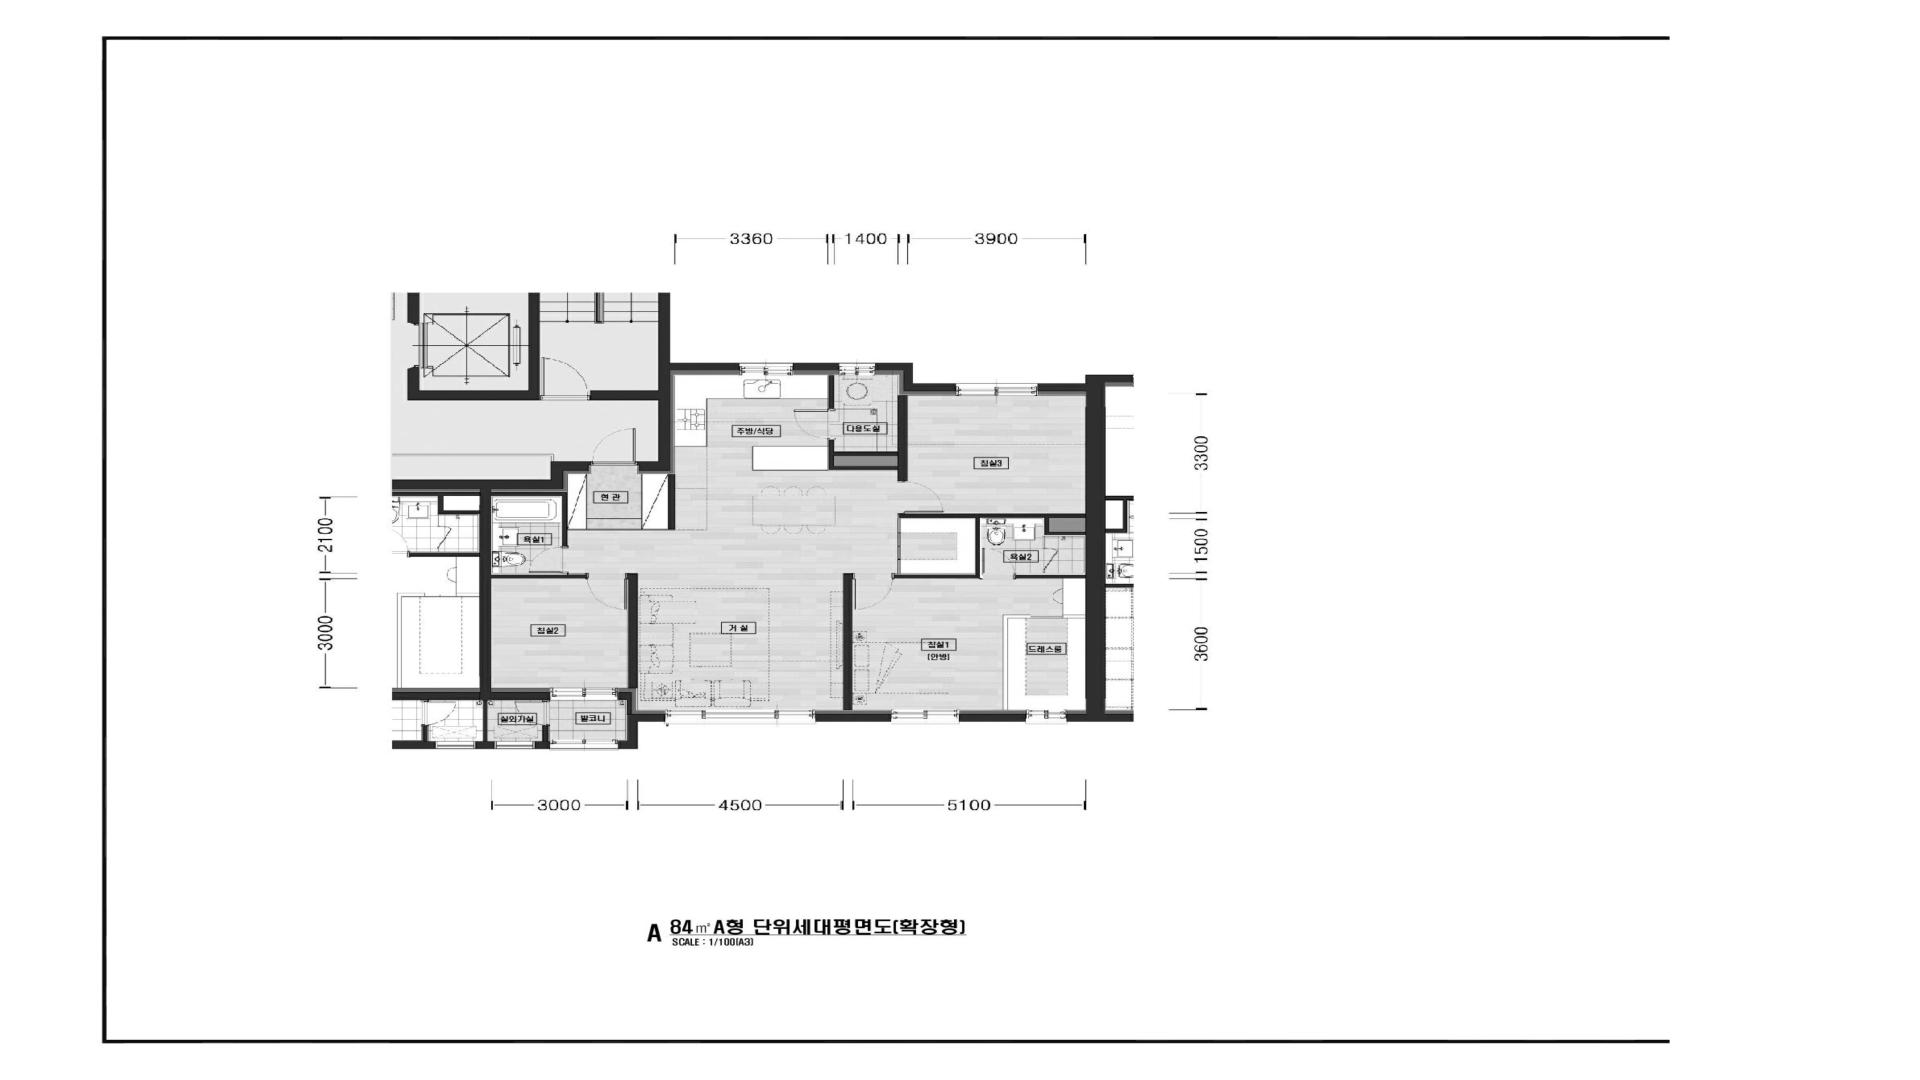 3360 1400 3900
주방/식당
다용도실
침실3
현 관
욕실1
욕실2
침실2
거 실
침실1
(안방)
드레스룸
실외기실
발코니
2100
3000
3300
1500
3600
3000 4500 5100
A 84㎡ A형 단위세대평면도(확장형)
SCALE : 1/100(A3)